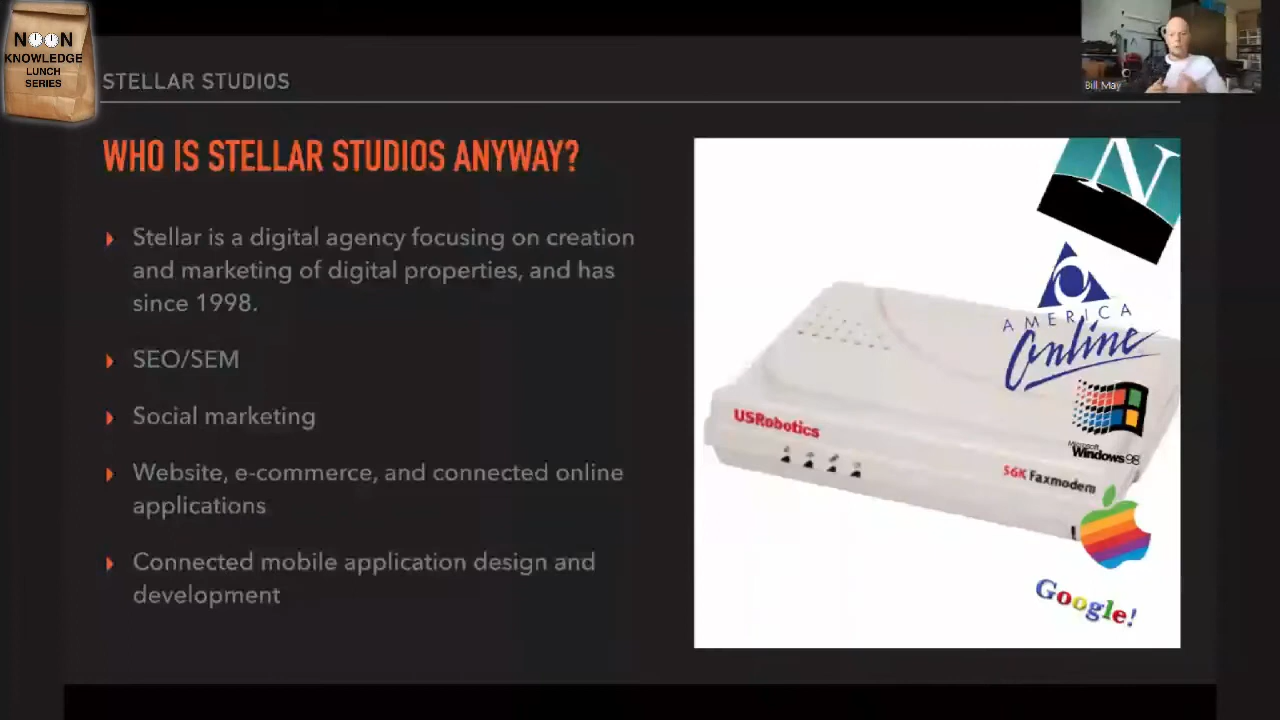 NOON
KNOWLEDGE
LUNCH
SERIES
STELLAR STUDIOS
Bill May
WHO IS STELLAR STUDIOS ANYWAY?
Stellar is a digital agency focusing on creation
and marketing of digital properties, and has
since 1998.
SEO/SEM
Social marketing
Website, e-commerce, and connected online
applications
Connected mobile application design and
development
N
AMERICA
Online
USRobotics
Microsoft
Windows 98
56K Faxmodem
Google!